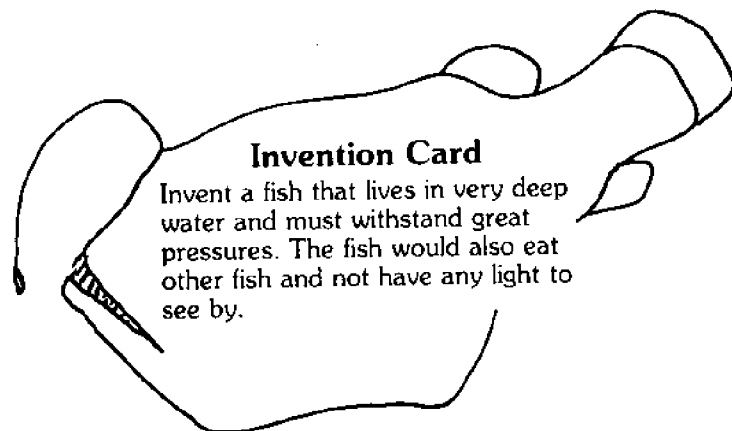 Invention Card
Invent a fish that lives in very deep
water and must withstand great
pressures. The fish would also eat
other fish and not have any light to
see by.